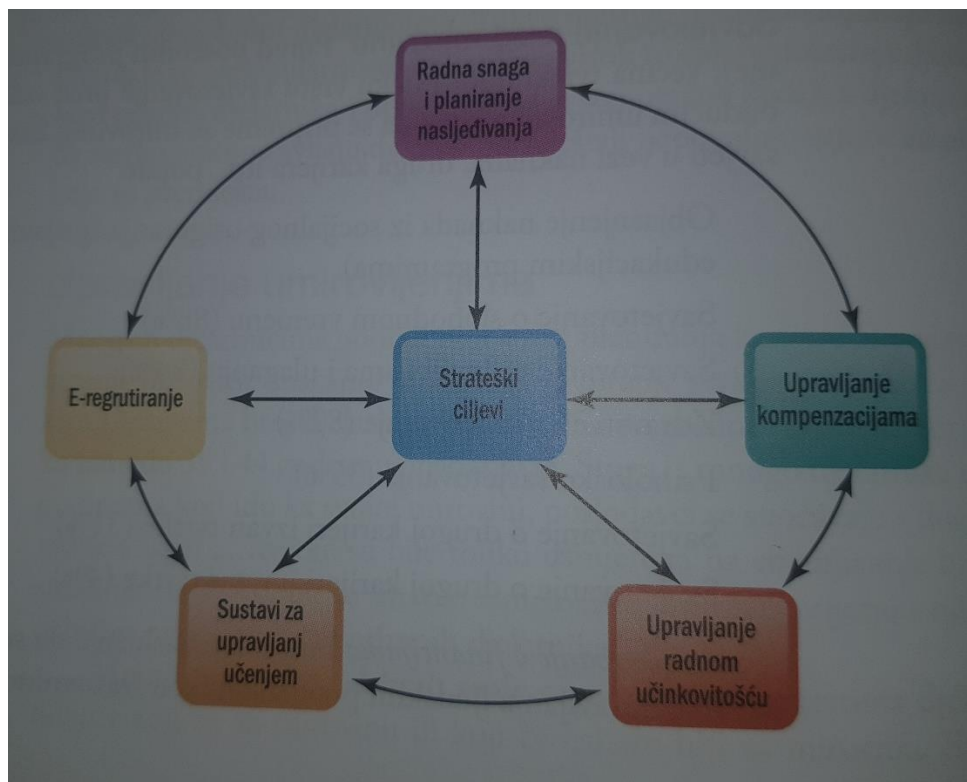 Radna snaga
i planiranje
nasljeđivanja
E-regrutiranje
Strateški
ciljevi
Upravljanje
kompenzacijama
Sustavi za
upravljanj
učenjem
Upravljanje
radnom
učinkovitošću